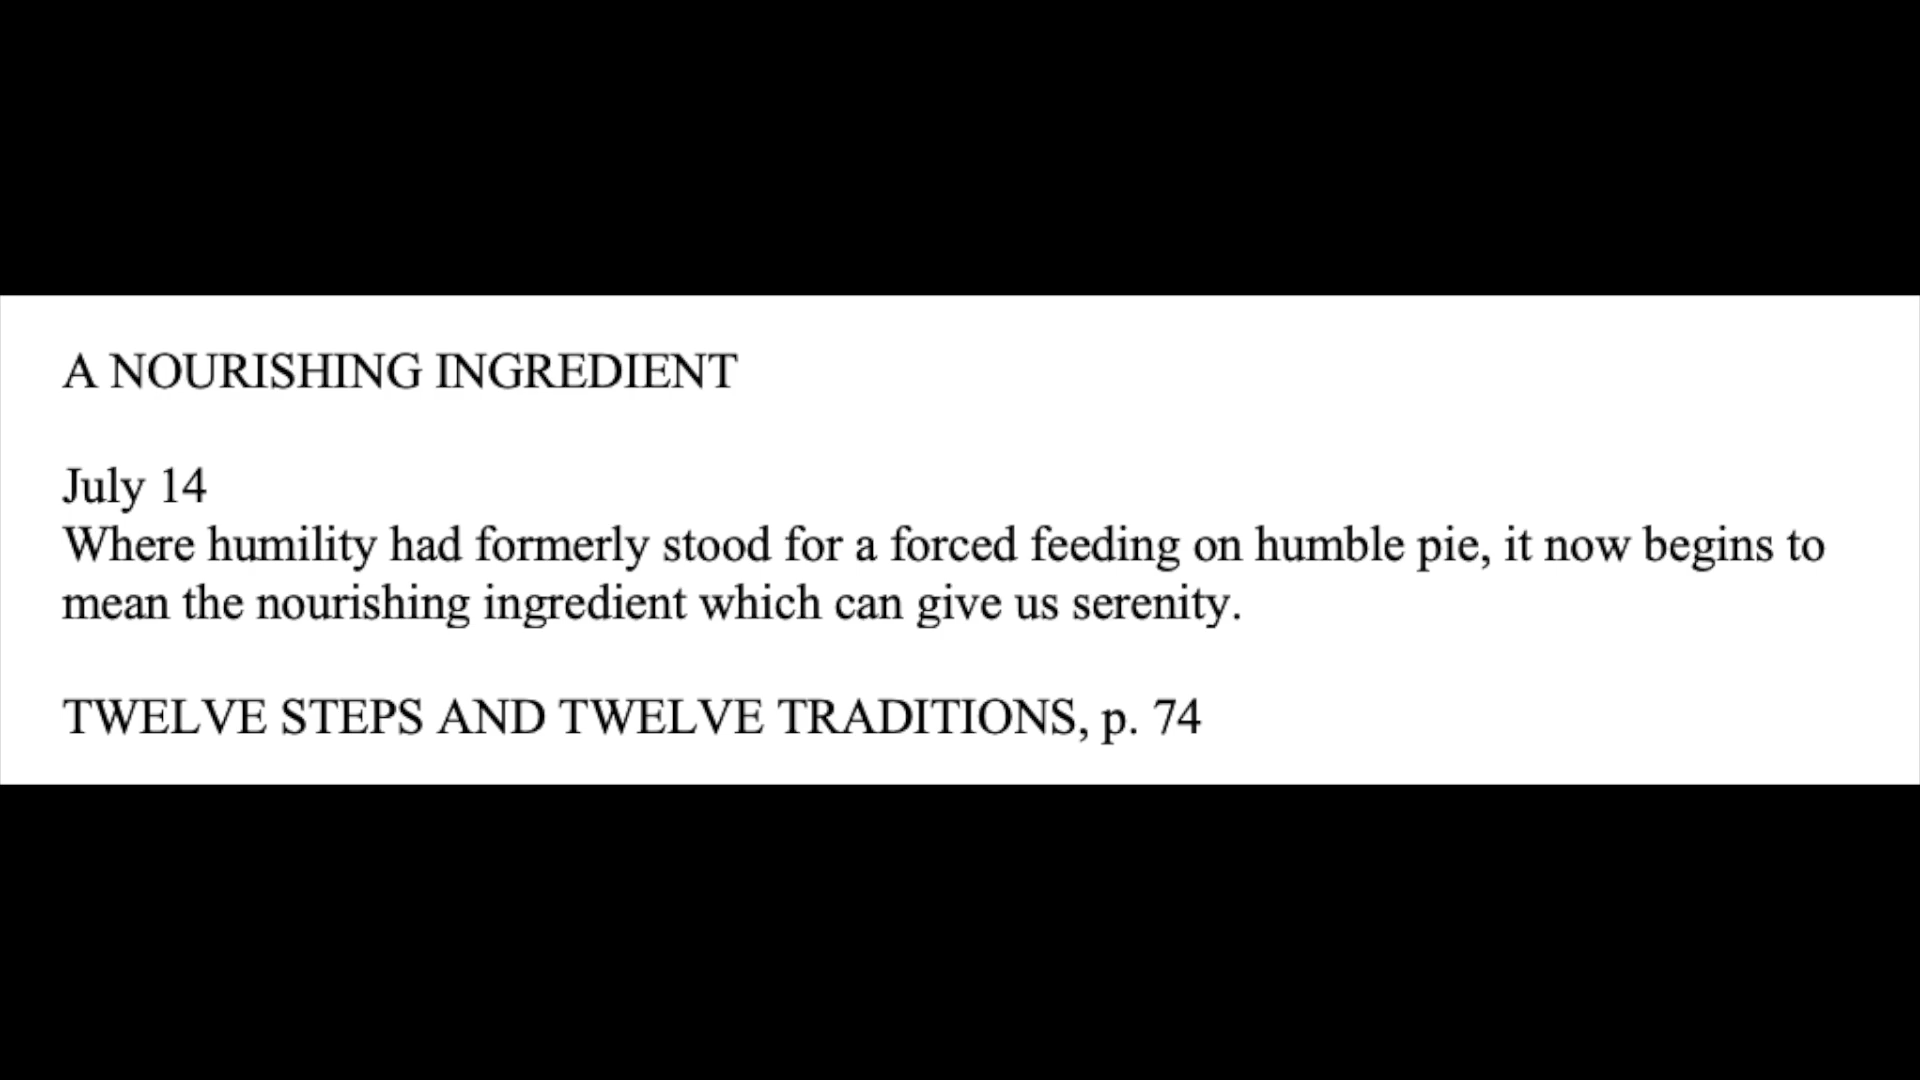 A NOURISHING INGREDIENT
July 14
Where humility had formerly stood for a forced feeding on humble pie, it now begins to
mean the nourishing ingredient which can give us serenity.
TWELVE STEPS AND TWELVE TRADITIONS, p. 74